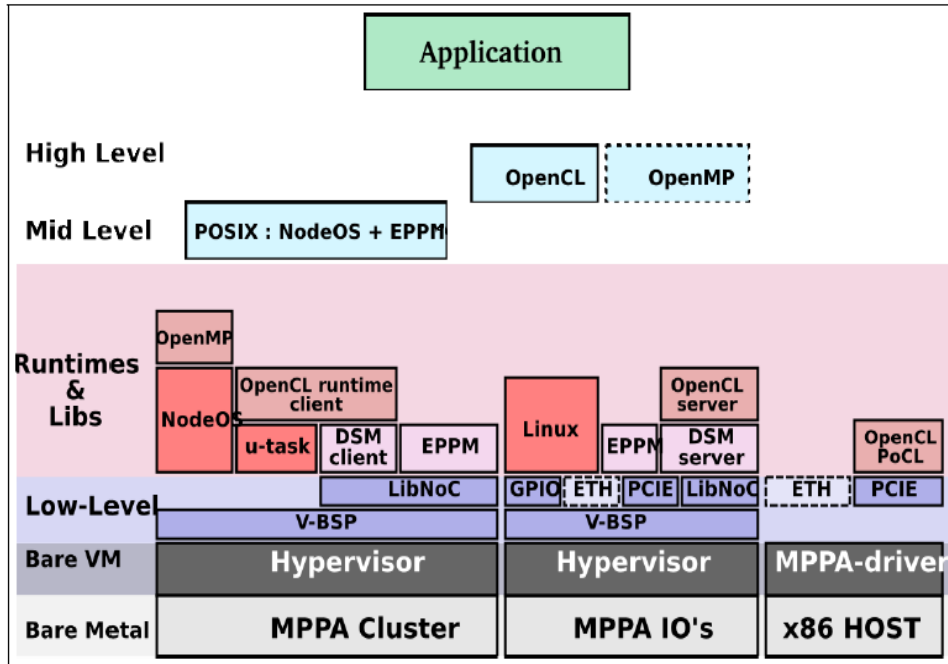 Application
High Level
OpenCL
OpenMP
Mid Level
POSIX : NodeOS + EPPM
Runtimes
&
Libs
OpenMP
NodeOS
OpenCL runtime
client
u-task
DSM
client
EPPM
Linux
EPPM
OpenCL
server
DSM
server
OpenCL
PoCL
Low-Level
LibNoC
GPIO
ETH
PCIE
LibNoC
ETH
PCIE
V-BSP
V-BSP
Bare VM
Hypervisor
Hypervisor
MPPA-driver
Bare Metal
MPPA Cluster
MPPA IO's
x86 HOST